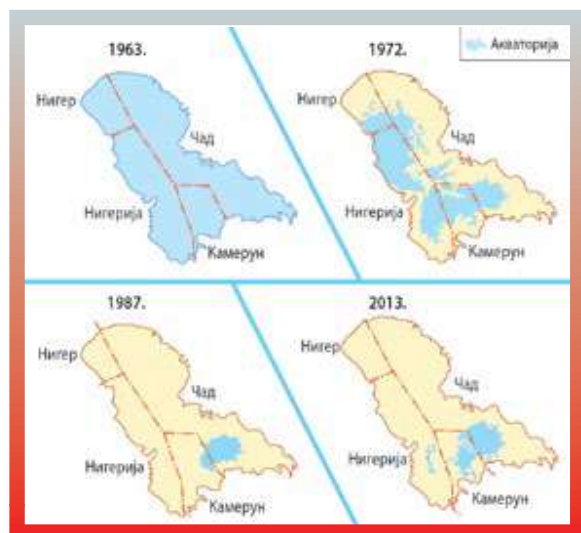 1963.
Нигер
Чад
Нигерија
Камерун
1972.
Акваторија
Нигер
Чад
Нигерија
Камерун
1987.
Нигер
Чад
Нигерија
Камерун
2013.
Нигер
Чад
Нигерија
Камерун